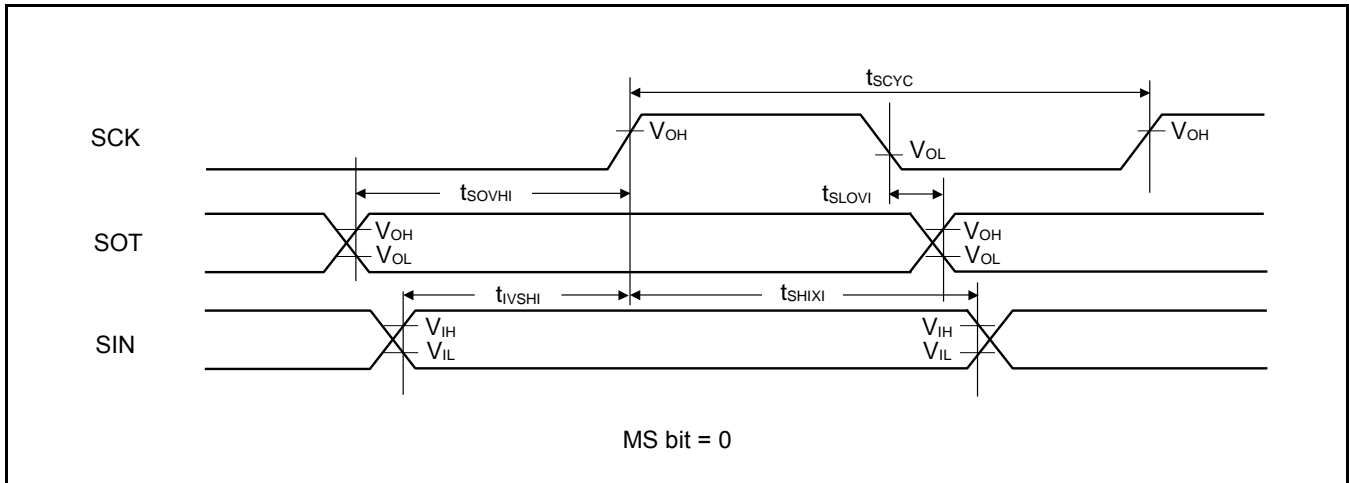 tSCYC
SCK
VOH
VOL
VOH
tSOVHI
tSLOVI
SOT
VOH
VOL
VOH
VOL
tIVSHI
tSHIXI
SIN
VIH
VIL
VIH
VIL
MS bit = 0